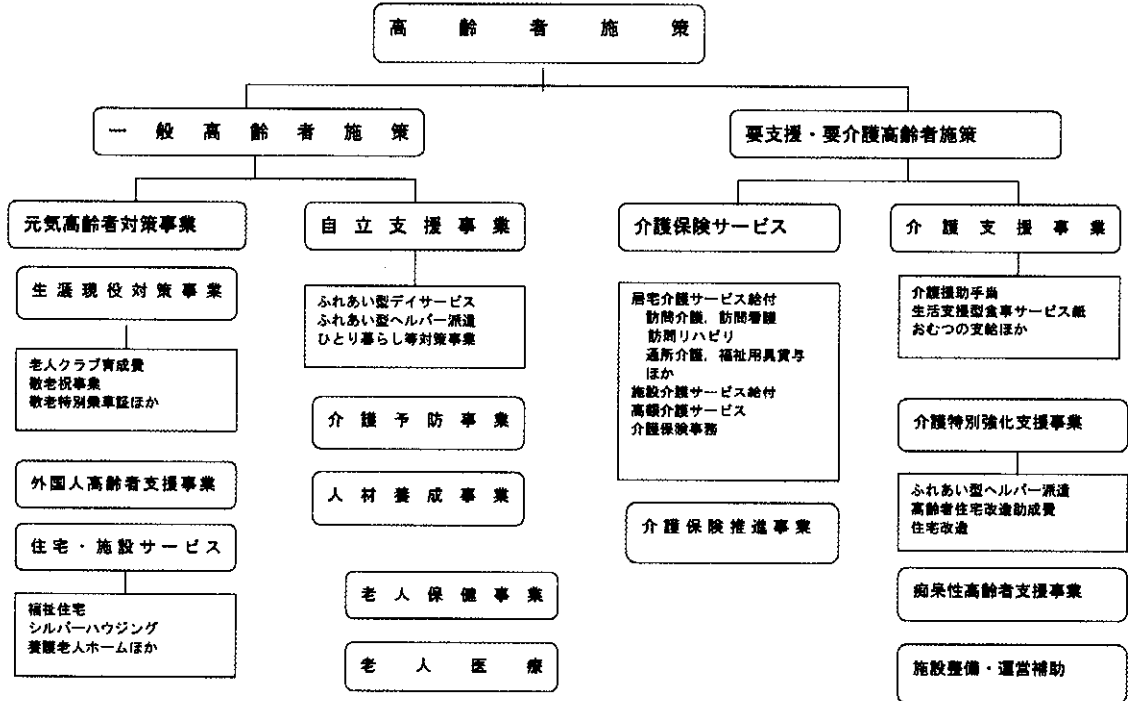 高齢者施策
一般高齢者施策
要支援・要介護高齢者施策
元気高齢者対策事業
自立支援事業
介護保険サービス
介護支援事業
生涯現役対策事業
老人クラブ育成費
敬老祝事業
敬老特別乗車証ほか
外国人高齢者支援事業
住宅・施設サービス
福祉住宅
シルバーハウジング
養護老人ホームほか
ふれあい型デイサービス
ふれあい型ヘルパー派遣
ひとり暮らし等対策事業
介護予防事業
人材養成事業
老人保健事業
老人医療
居宅介護サービス給付
訪問介護，訪問看護
訪問リハビリ
通所介護，福祉用具貸与
ほか
施設介護サービス給付
高額介護サービス
介護保険事務
介護保険推進事業
介護援助手当
生活支援型食事サービス紙
おむつの支給ほか
介護特別強化支援事業
ふれあい型ヘルパー派遣
高齢者住宅改造助成費
住宅改造
痴呆性高齢者支援事業
施設整備・運営補助